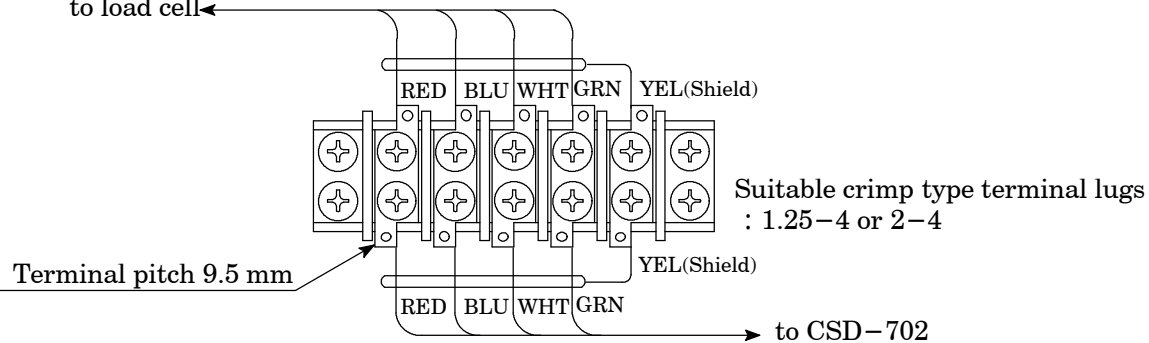 to load cell
RED BLU WHT GRN YEL(Shield)
Suitable crimp type terminal lugs
: 1.25−4 or 2−4
YEL(Shield)
Terminal pitch 9.5 mm
RED BLU WHT GRN
to CSD−702